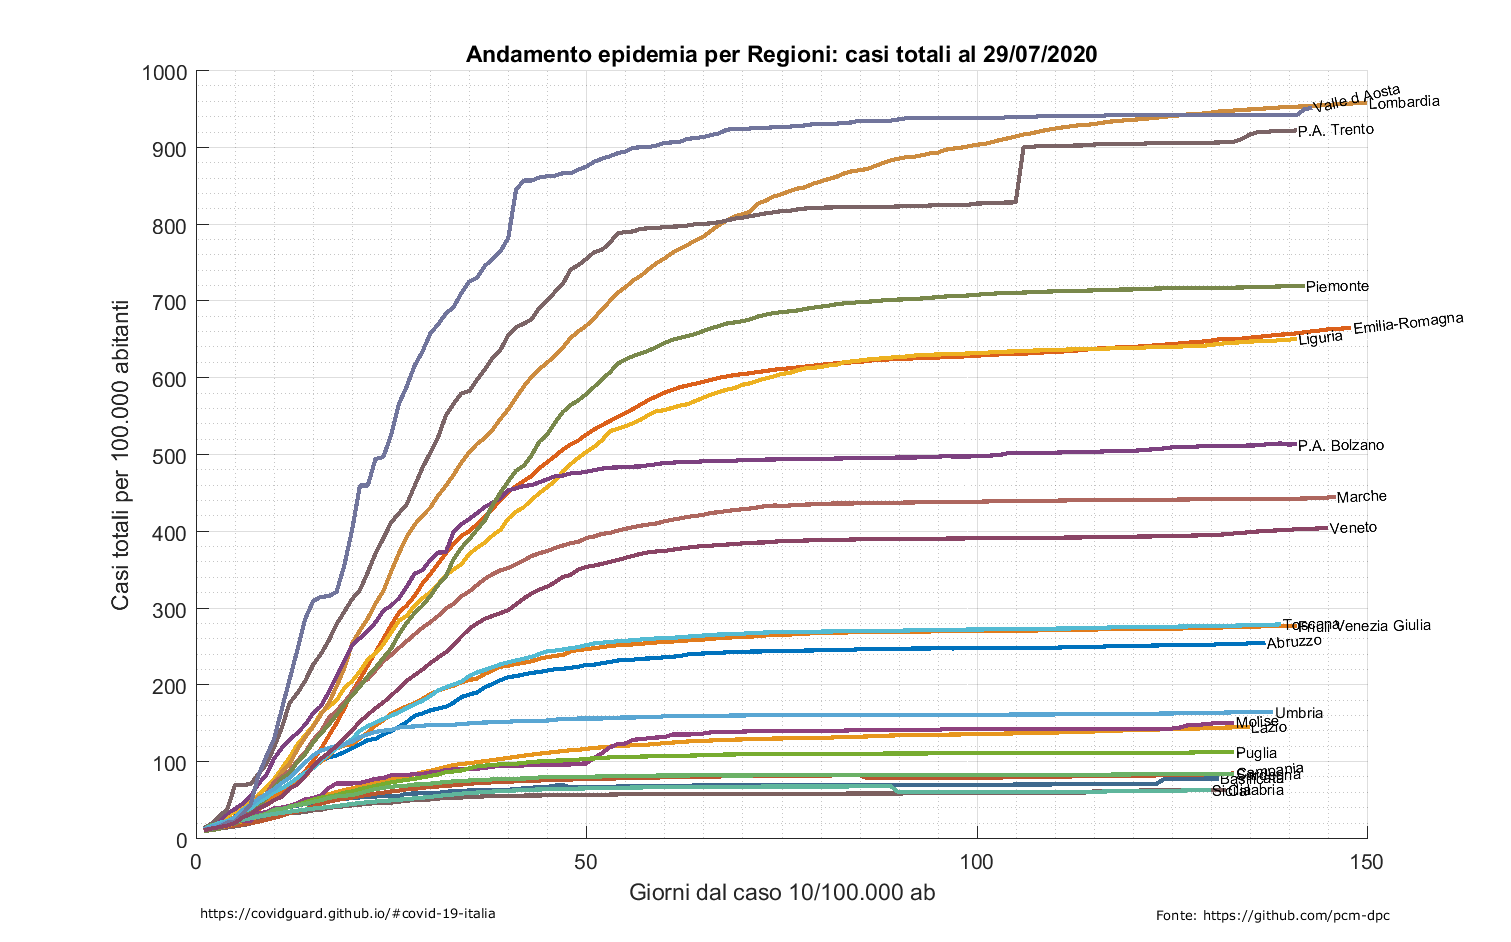 Andamento epidemia per Regioni: casi totali al 29/07/2020
1000
900
800
700
600
500
400
300
200
100
0
Casi totali per 100.000 abitanti
Valle d Aosta
Lombardia
P.A. Trento
Piemonte
Emilia-Romagna
Liguria
P.A. Bolzano
Marche
Veneto
Toscana
Friuli Venezia Giulia
Abruzzo
Umbria
Molise
Lazio
Puglia
Campania
Sardegna
Basilicata
Sicilia
Calabria
0
50
100
150
Giorni dal caso 10/100.000 ab
https://covidguard.github.io/#covid-19-italia
Fonte: https://github.com/pcm-dpc